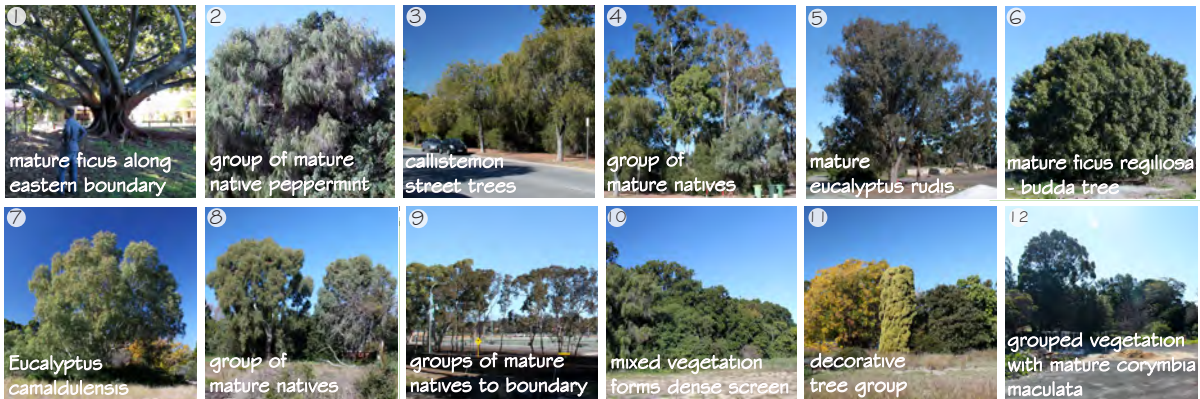 1
mature ficus along
eastern boundary
2
group of mature
native peppermint
3
callistemon
street trees
4
group of
mature natives
5
mature
eucalyptus rudis
6
mature ficus regiliosa
- budda tree
7
Eucalyptus
camaldulensis
8
group of
mature natives
9
groups of mature
natives to boundary
10
mixed vegetation
forms dense screen
11
decorative
tree group
12
grouped vegetation
with mature corymbia
maculata